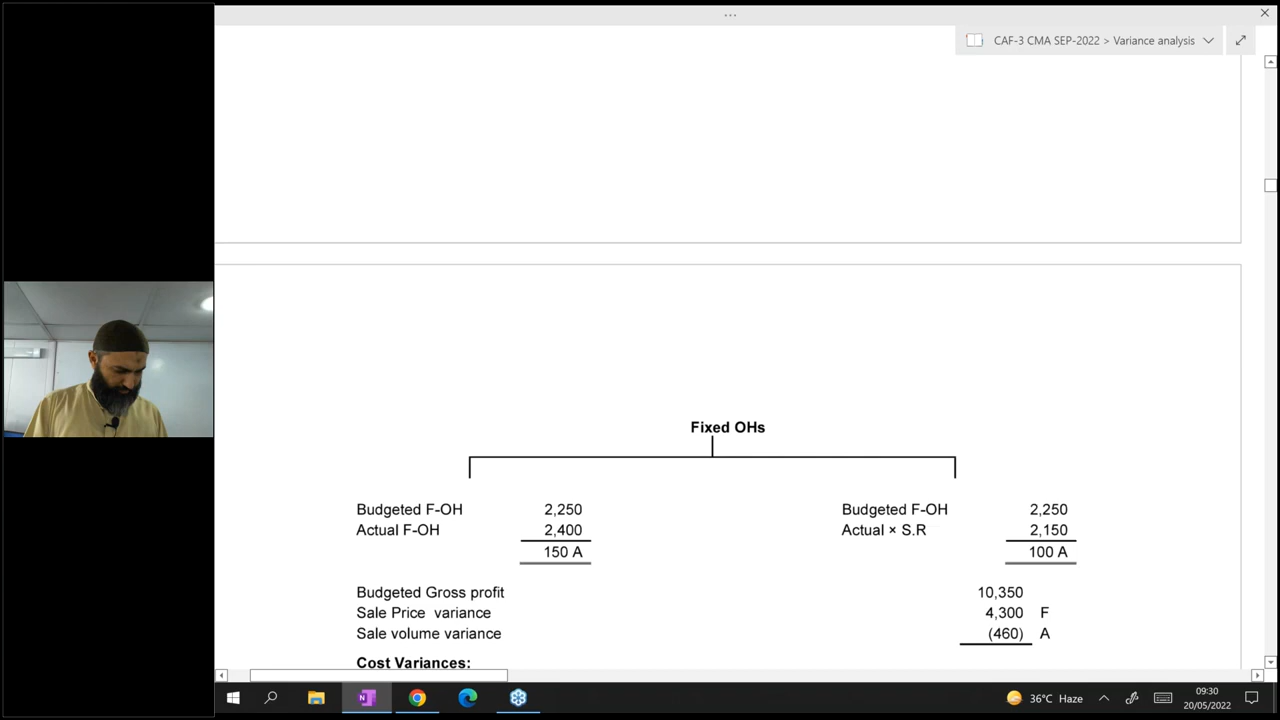 CAF-3 CMA SEP-2022 > Variance analysis
Fixed OHs
Budgeted F-OH 2,250 Budgeted F-OH 2,250
Actual F-OH 2,400 Actual × S.R 2,150
150 A 100 A
Budgeted Gross profit 10,350
Sale Price variance 4,300 F
Sale volume variance (460) A
Cost Variances:
36°C Haze 09:30
20/05/2022